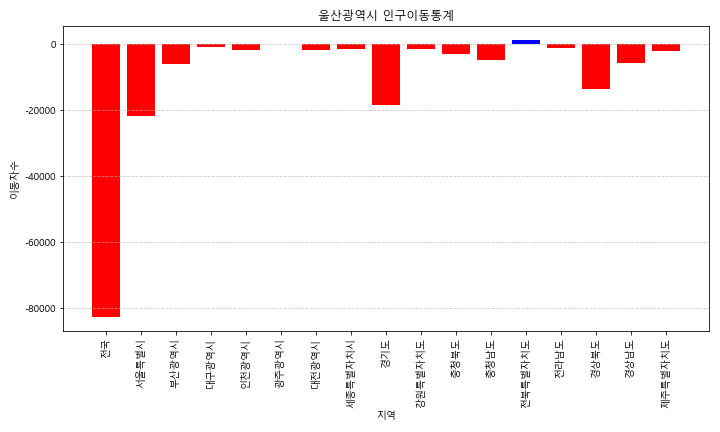 울산광역시 인구이동통계
이동자수
0
-20000
-40000
-60000
-80000
전국
서울특별시
부산광역시
대구광역시
인천광역시
광주광역시
대전광역시
세종특별자치시
경기도
강원특별자치도
충청북도
충청남도
전북특별자치도
전라남도
경상북도
경상남도
제주특별자치도
지역